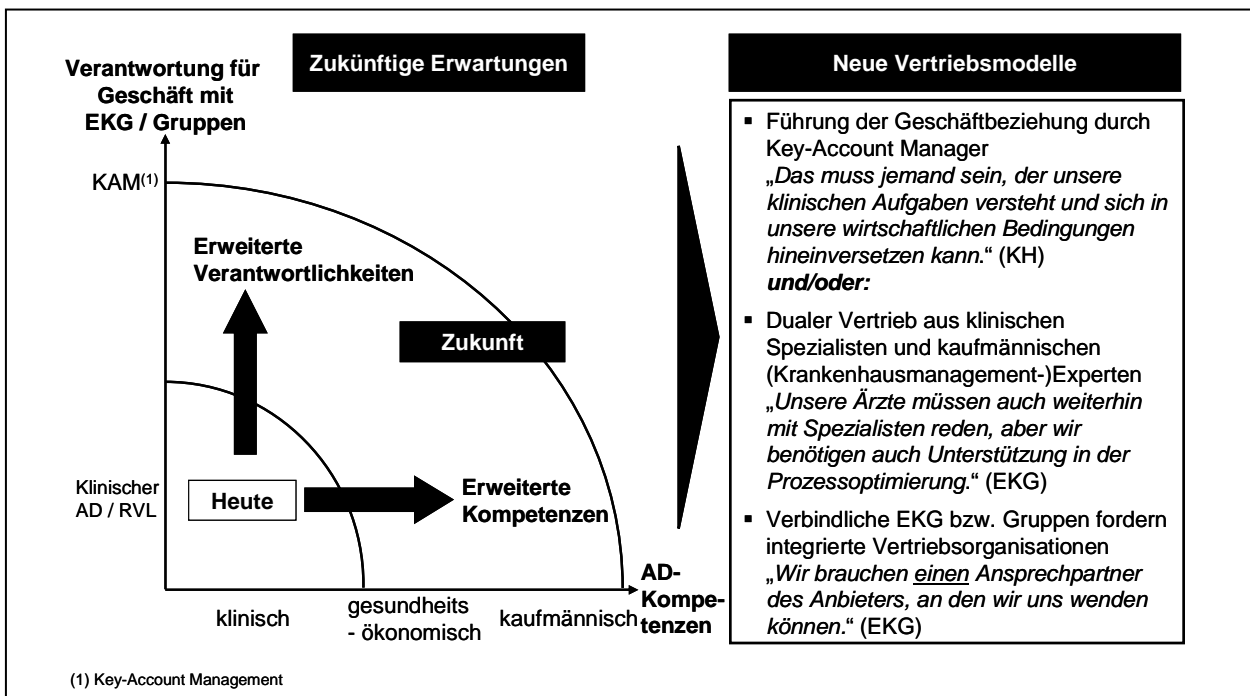 Zukünftige Erwartungen
Verantwortung für
Geschäft mit
EKG / Gruppen
KAM(1)
Erweiterte
Verantwortlichkeiten
Zukunft
Klinischer
AD / RVL
Heute
Erweiterte
Kompetenzen
AD-
Kompe-
tenzen
klinisch
gesundheits
- ökonomisch
kaufmännisch
(1) Key-Account Management
Neue Vertriebsmodelle
▪ Führung der Geschäftbeziehung durch
Key-Account Manager
„Das muss jemand sein, der unsere
klinischen Aufgaben versteht und sich in
unsere wirtschaftlichen Bedingungen
hineinversetzen kann.“ (KH)
und/oder:
▪ Dualer Vertrieb aus klinischen
Spezialisten und kaufmännischen
(Krankenhausmanagement-)Experten
„Unsere Ärzte müssen auch weiterhin
mit Spezialisten reden, aber wir
benötigen auch Unterstützung in der
Prozessoptimierung.“ (EKG)
▪ Verbindliche EKG bzw. Gruppen fordern
integrierte Vertriebsorganisationen
„Wir brauchen einen Ansprechpartner
des Anbieters, an den wir uns wenden
können.“ (EKG)